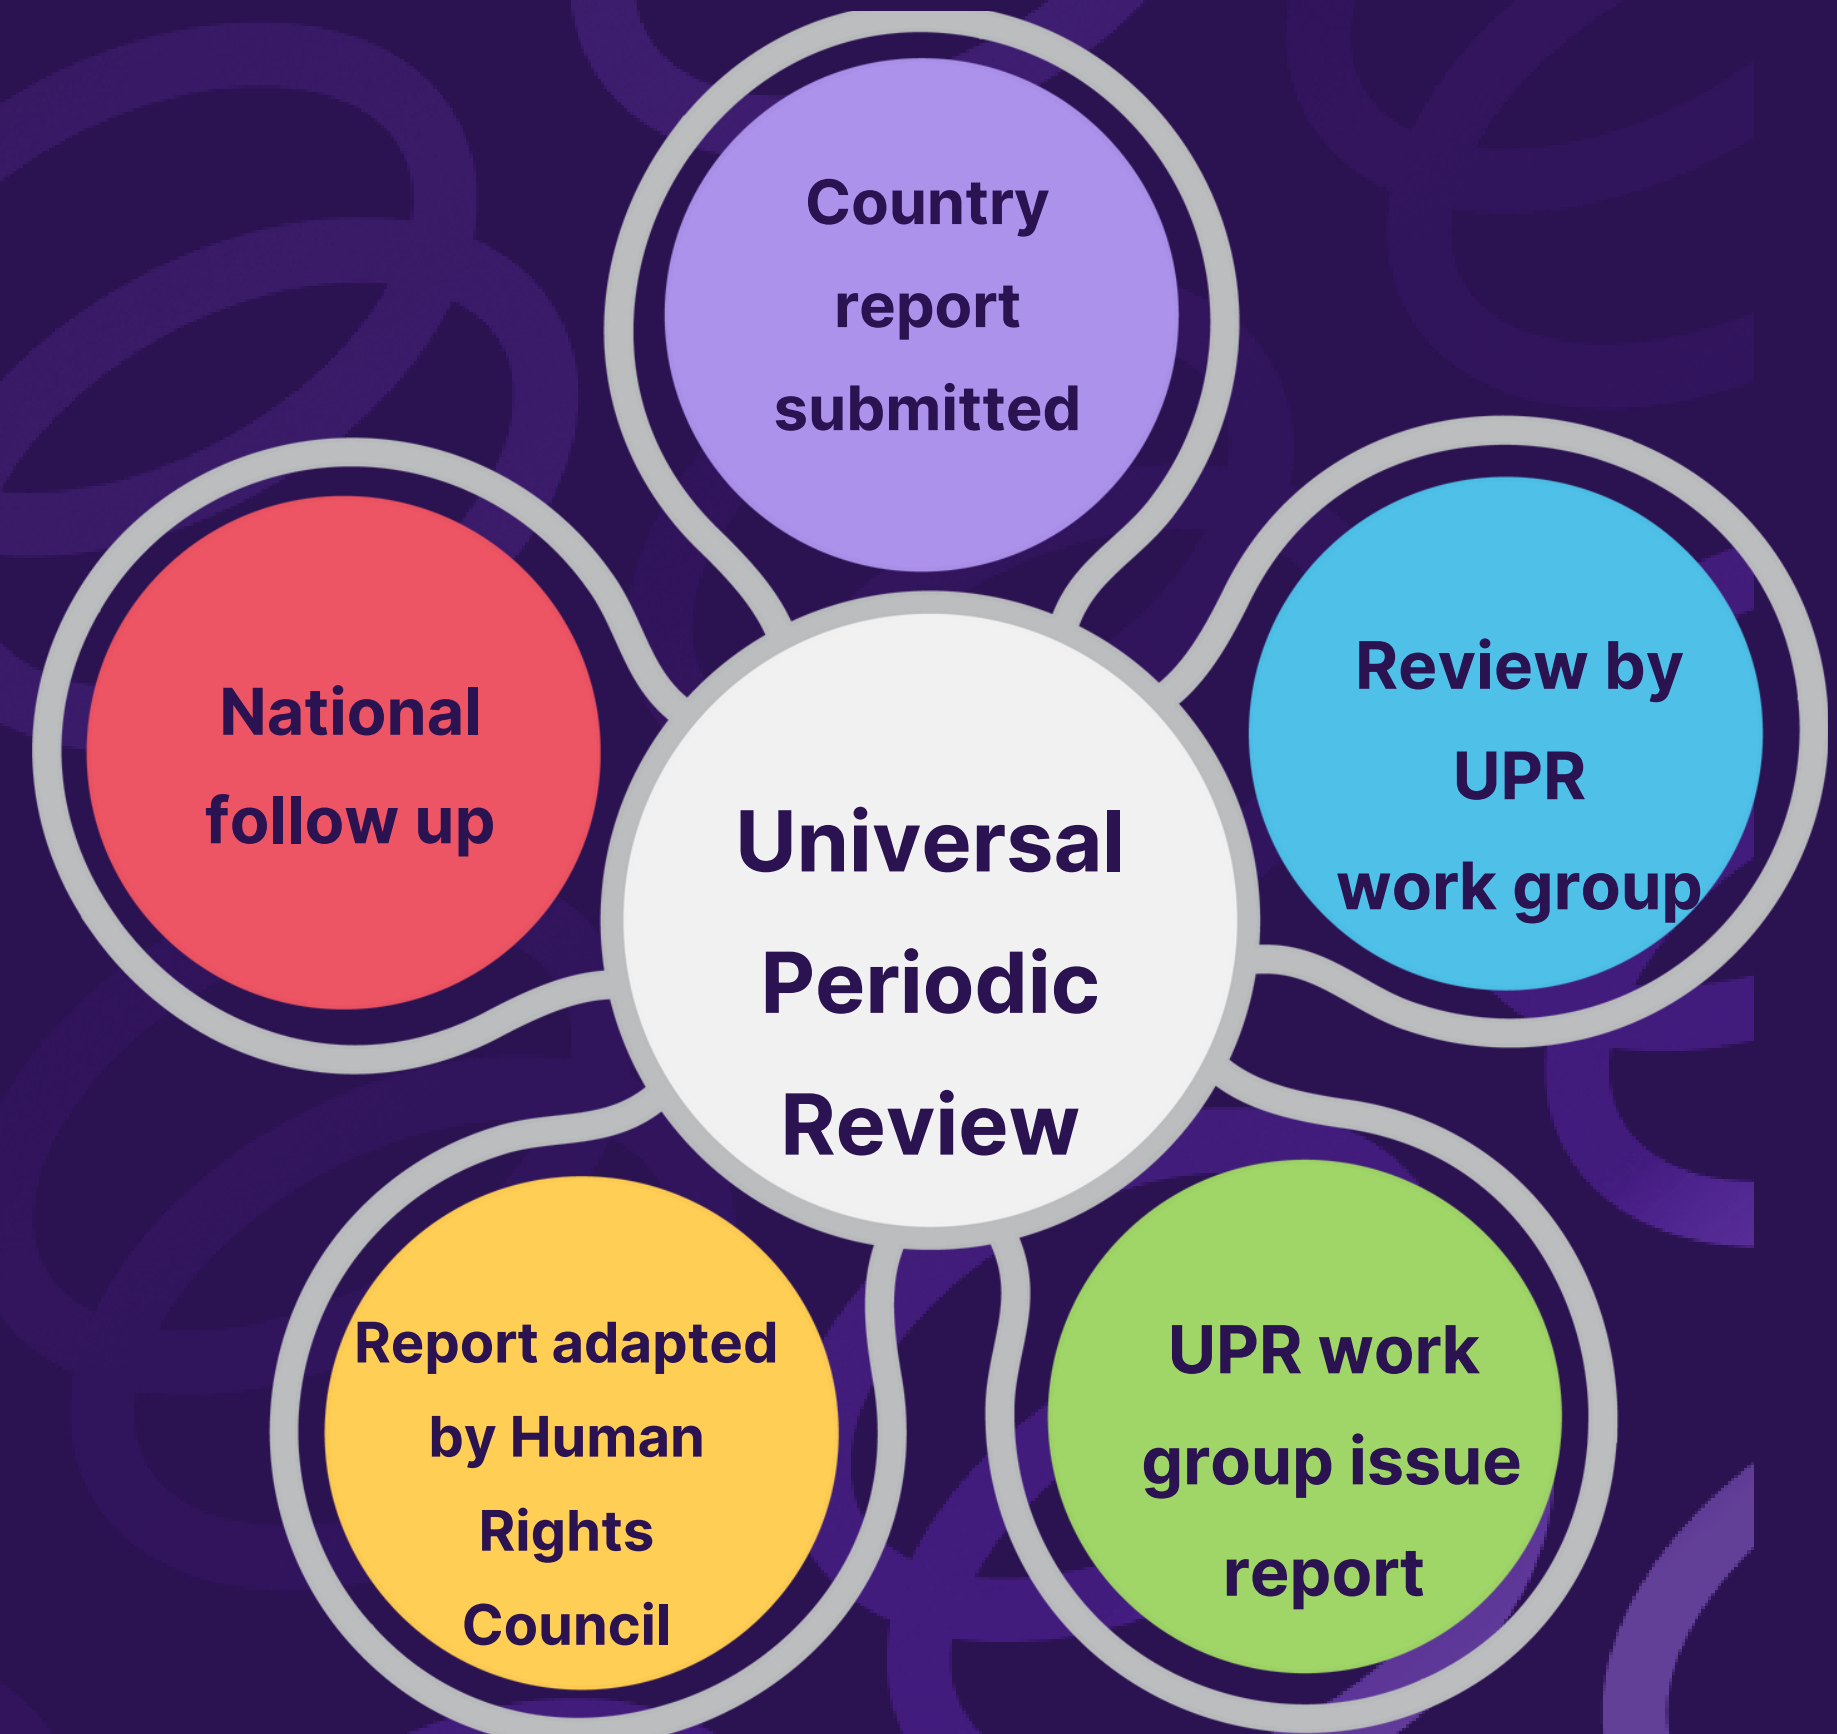 Country
report
submitted
Review by
UPR
work group
UPR work
group issue
report
Report adapted
by Human
Rights
Council
National
follow up
Universal
Periodic
Review